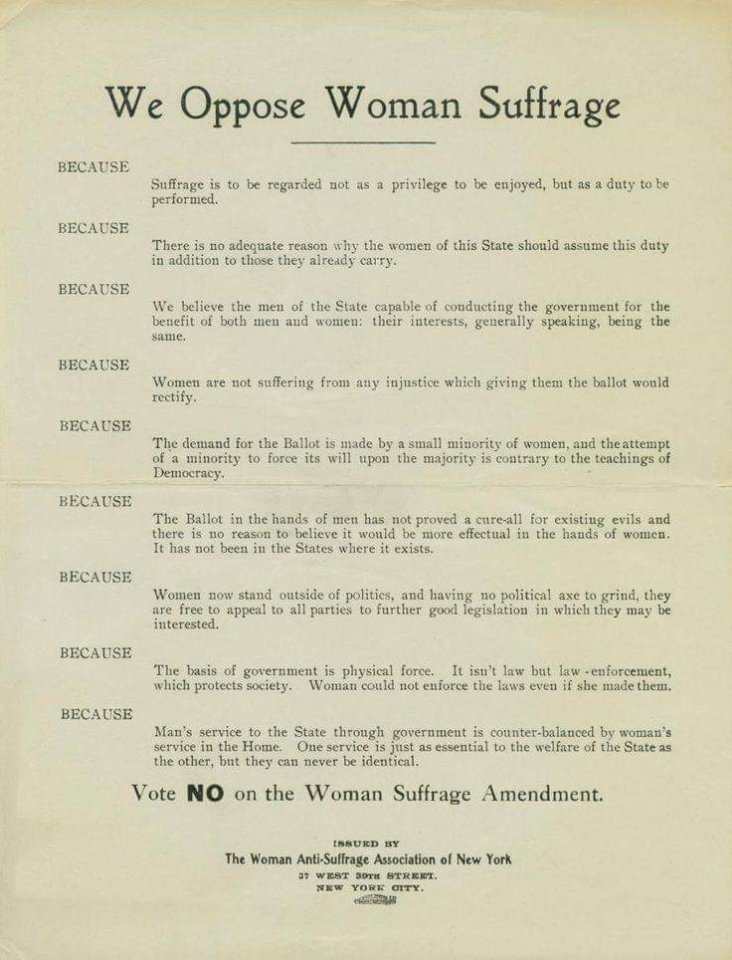 We Oppose Woman Suffrage
BECAUSE
Suffrage is to be regarded not as a privilege to be enjoyed, but as a duty to be
performed.
BECAUSE
There is no adequate reason why the women of this State should assume this duty
in addition to those they already carry.
BECAUSE
We believe the men of the State capable of conducting the government for the
benefit of both men and women: their interests, generally speaking, being the
same.
BECAUSE
Women are not suffering from any injustice which giving them the ballot would
rectify.
BECAUSE
The demand for the Ballot is made by a small minority of women, and the attempt
of a minority to force its will upon the majority is contrary to the teachings of
Democracy.
BECAUSE
The Ballot in the hands of men has not proved a cure-all for existing evils and
there is no reason to believe it would be more effectual in the hands of women.
It has not been in the States where it exists.
BECAUSE
Women now stand outside of politics, and having no political axe to grind, they
are free to appeal to all parties to further good legislation in which they may be
interested.
BECAUSE
The basis of government is physical force. It isn't law but law-enforcement,
which protects society. Woman could not enforce the laws even if she made them.
BECAUSE
Man's service to the State through government is counter-balanced by woman's
service in the Home. One service is just as essential to the welfare of the State as
the other, but they can never be identical.
Vote NO on the Woman Suffrage Amendment.
ISSUED BY
The Woman Anti-Suffrage Association of New York
37 WEST 39TH STREET.
NEW YORK CITY.